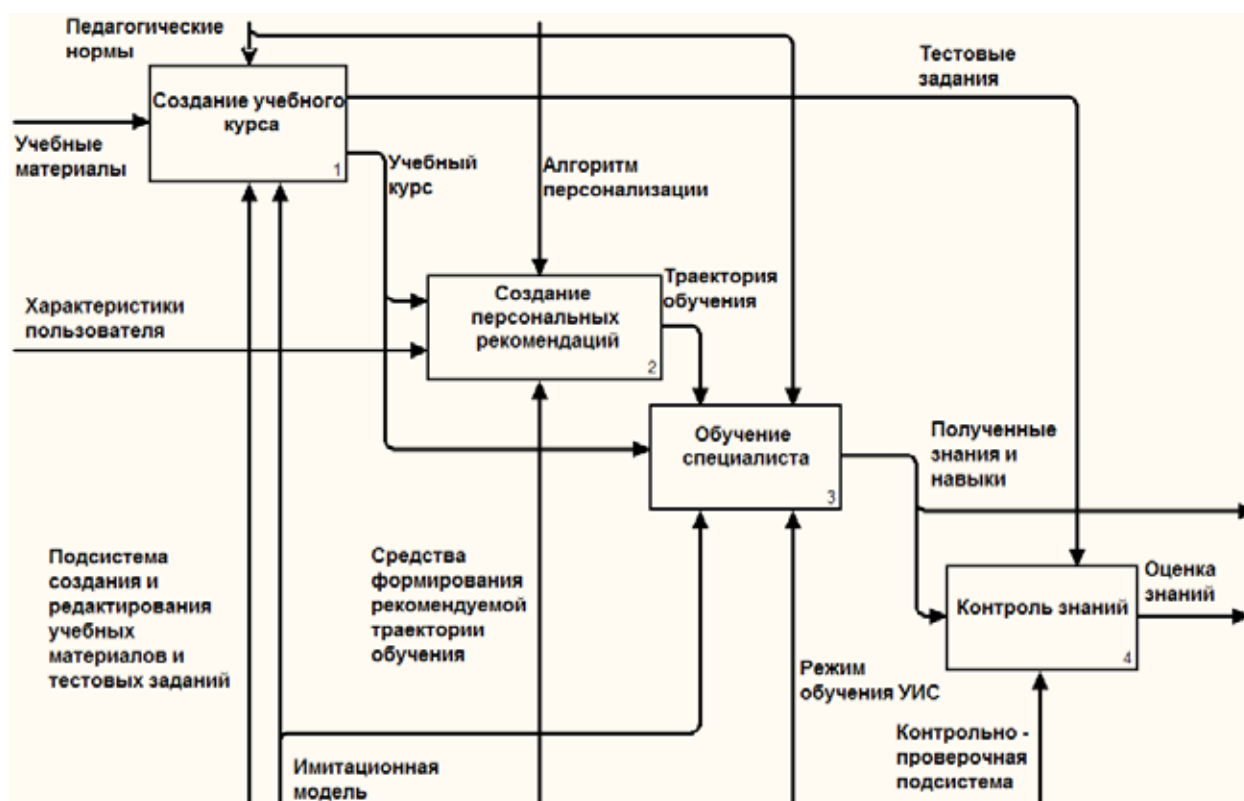 Педагогические
нормы
Тестовые
задания
Создание учебного
курса
1
Учебные
материалы
Учебный
курс
Алгоритм
персонализации
Характеристики
пользователя
Создание
персональных
рекомендаций
2
Траектория
обучения
Обучение
специалиста
3
Полученные
знания и
навыки
Подсистема
создания и
редактирования
учебных
материалов и
тестовых заданий
Средства
формирования
рекомендуемой
траектории
обучения
Контроль знаний
4
Оценка
знаний
Режим
обучения УИС
Контрольно -
проверочная
подсистема
Имитационная
модель